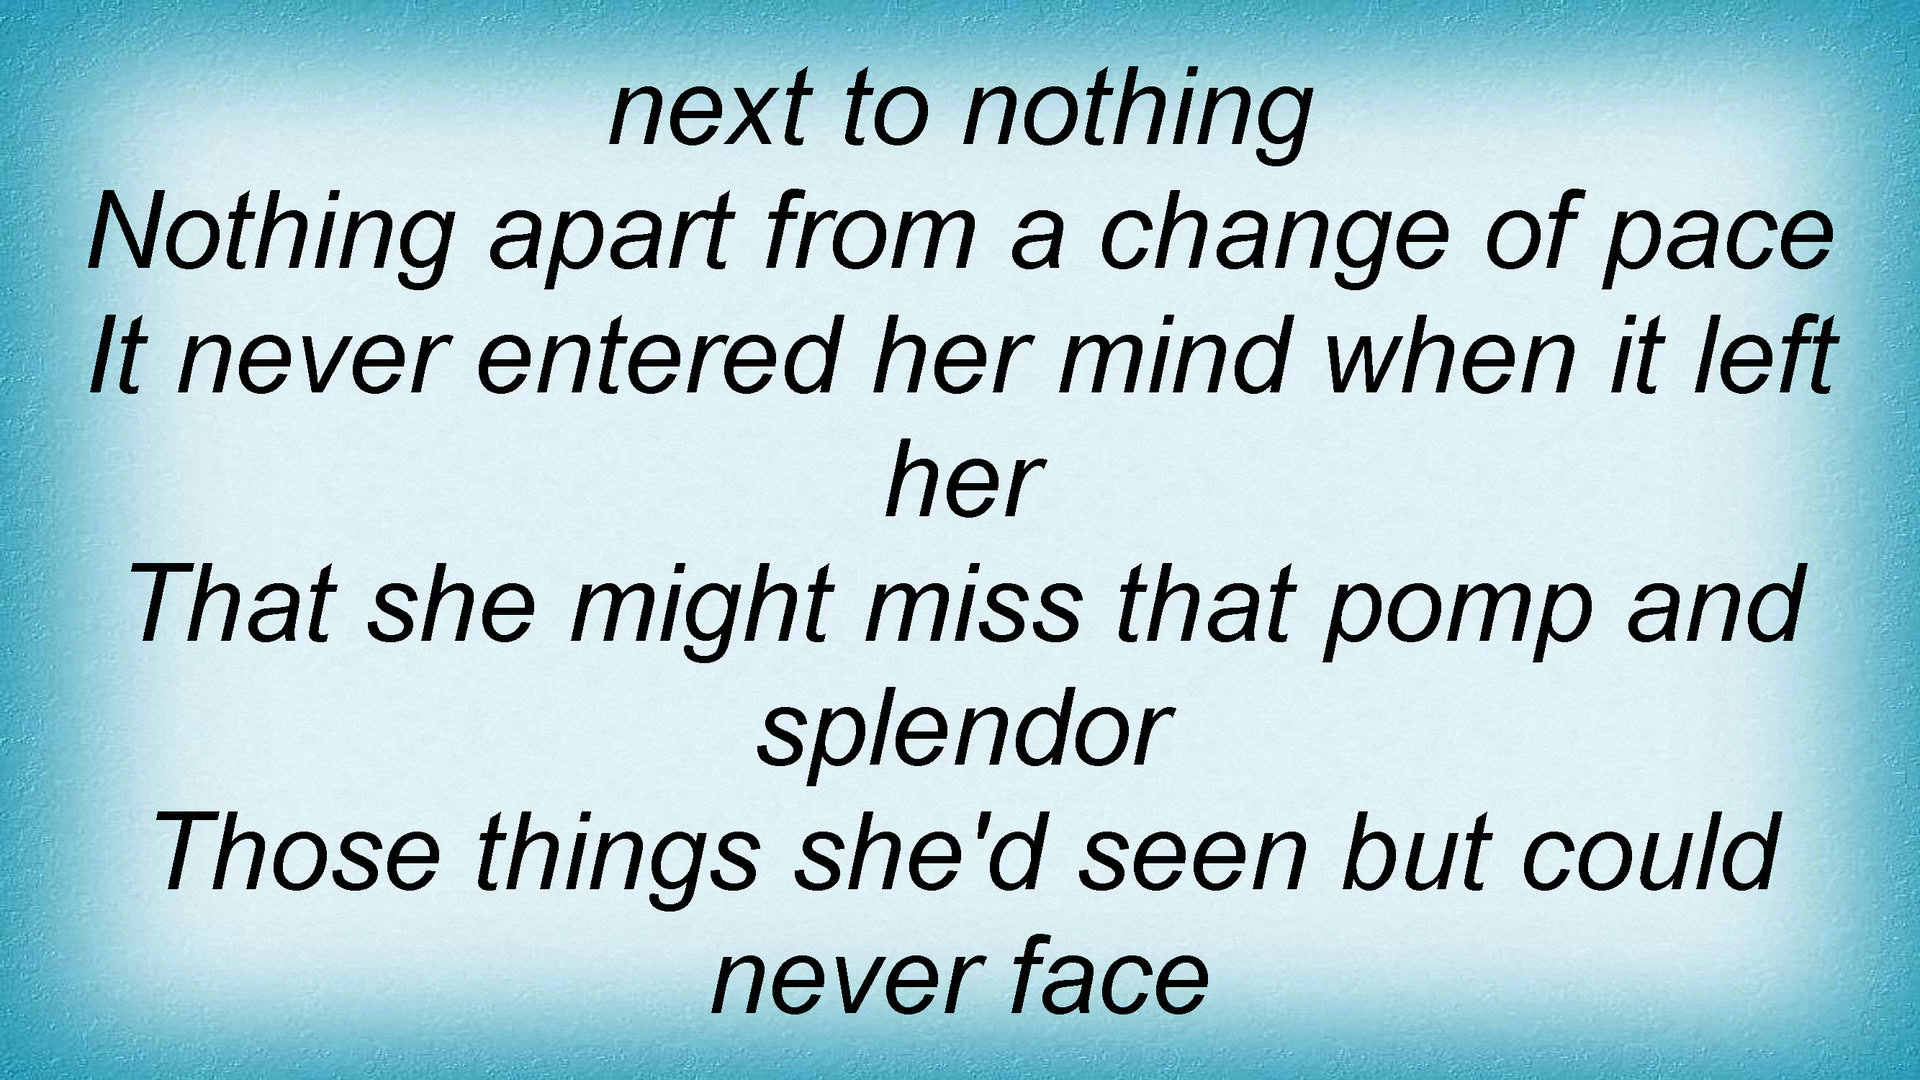 next to nothing
Nothing apart from a change of pace
It never entered her mind when it left
her
That she might miss that pomp and
splendor
Those things she'd seen but could
never face